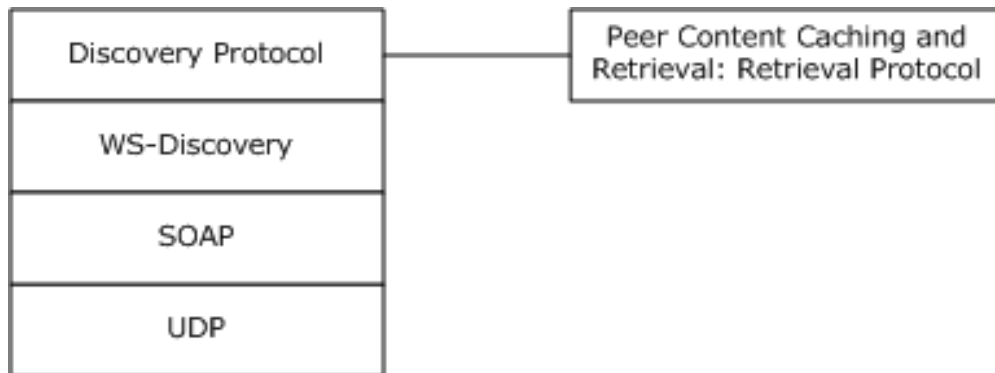 Discovery Protocol
Peer Content Caching and
Retrieval: Retrieval Protocol
WS-Discovery
SOAP
UDP